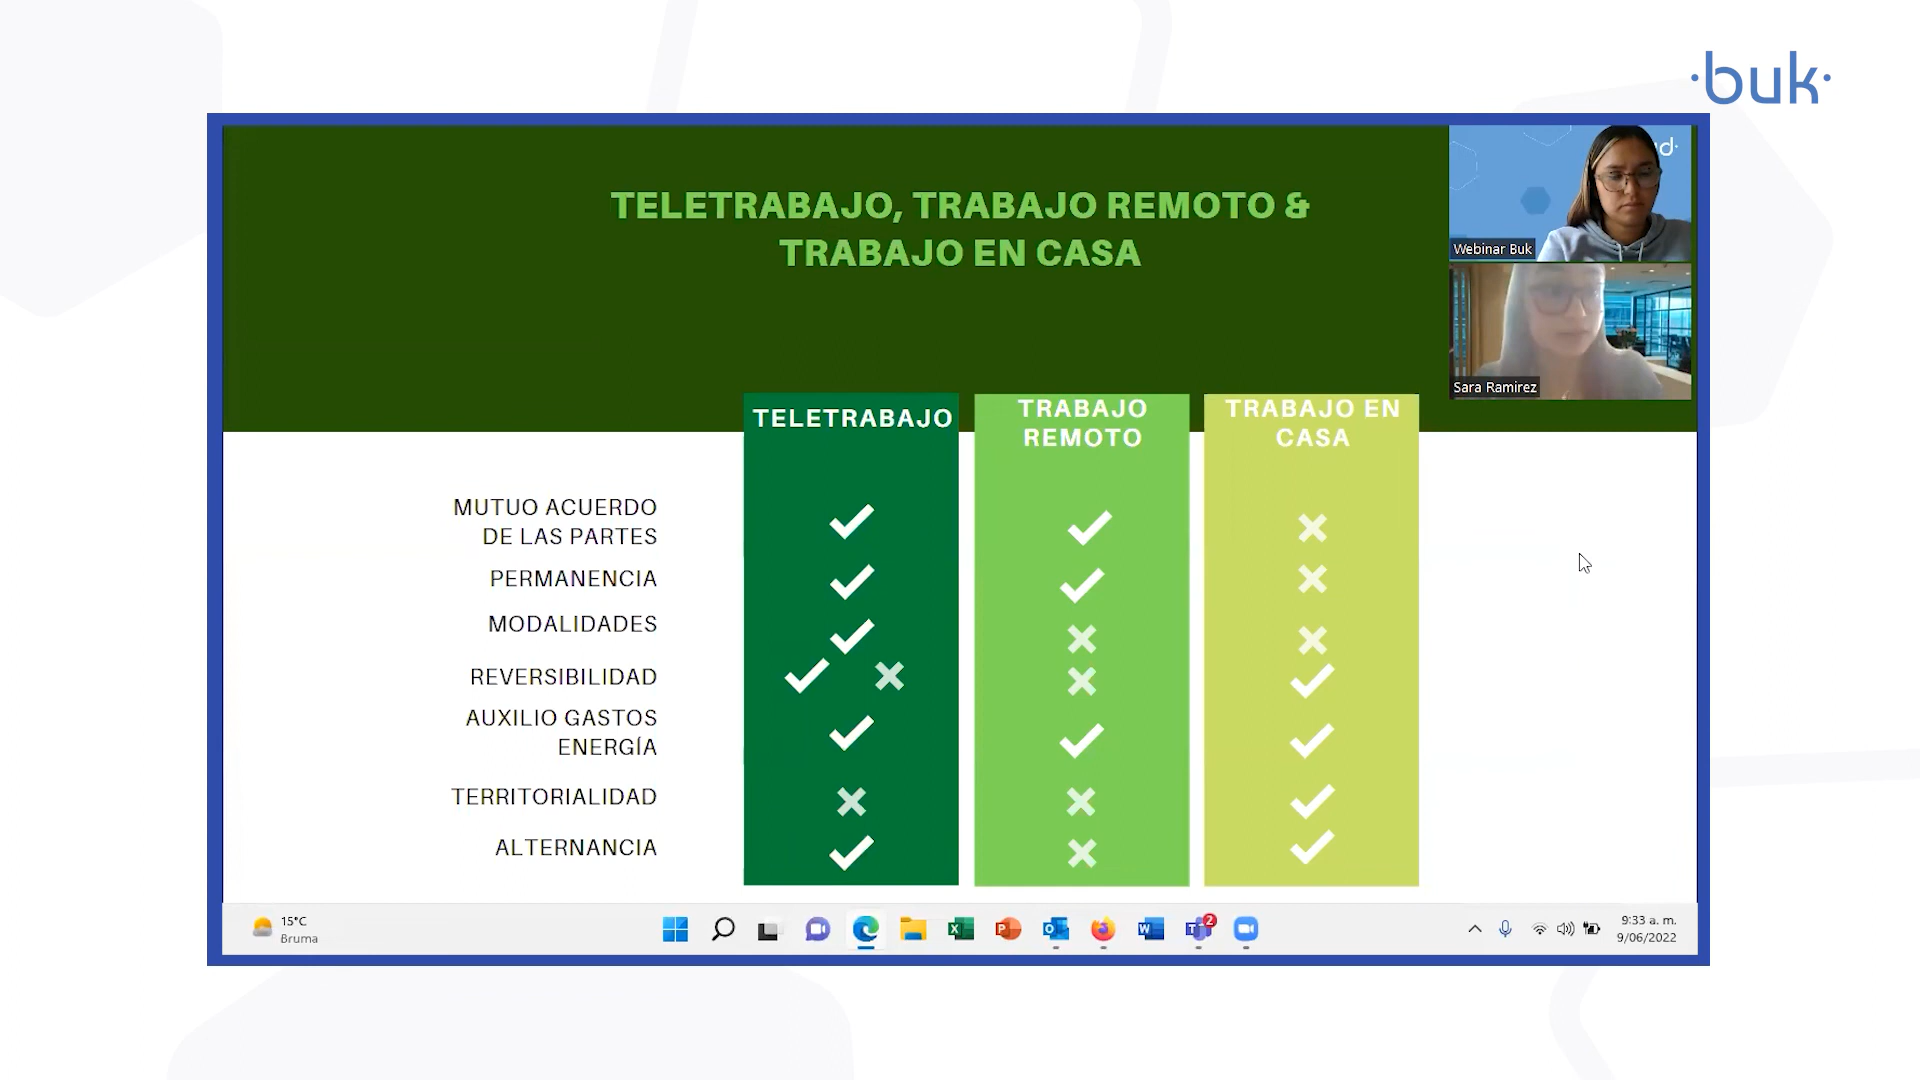 ·buk·
TELETRABAJO, TRABAJO REMOTO &
TRABAJO EN CASA
Webinar Buk
Sara Ramirez
TELETRABAJO
TRABAJO
REMOTO
TRABAJO EN
CASA
MUTUO ACUERDO
DE LAS PARTES
PERMANENCIA
MODALIDADES
REVERSIBILIDAD
AUXILIO GASTOS
ENERGÍA
TERRITORIALIDAD
ALTERNANCIA
15°C
Bruma
2
9:33 a. m.
9/06/2022